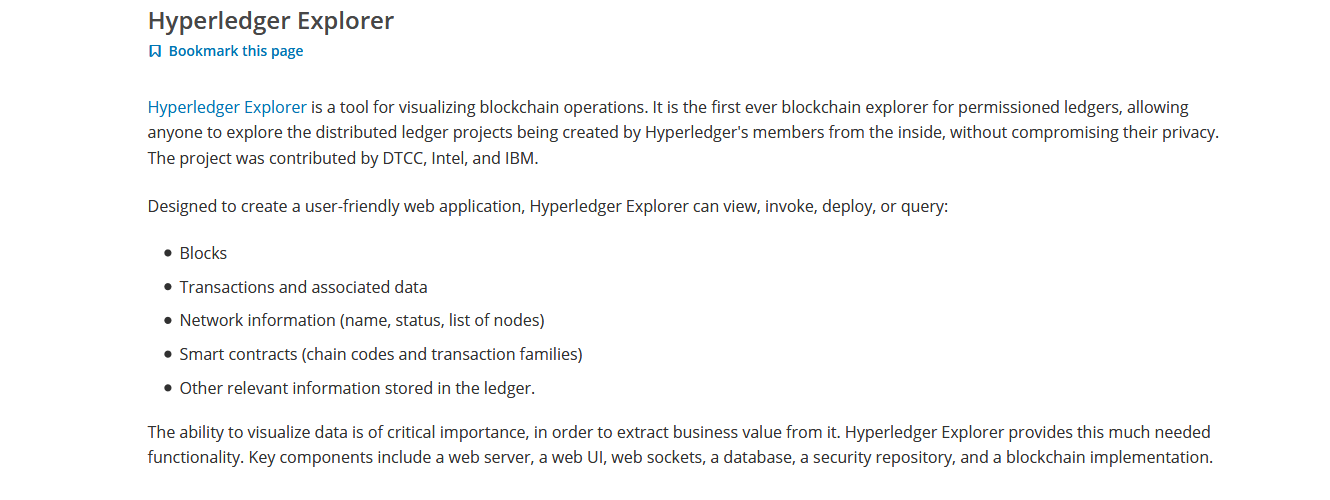 Hyperledger Explorer
Bookmark this page
Hyperledger Explorer is a tool for visualizing blockchain operations. It is the first ever blockchain explorer for permissioned ledgers, allowing
anyone to explore the distributed ledger projects being created by Hyperledger's members from the inside, without compromising their privacy.
The project was contributed by DTCC, Intel, and IBM.
Designed to create a user-friendly web application, Hyperledger Explorer can view, invoke, deploy, or query:
• Blocks
• Transactions and associated data
• Network information (name, status, list of nodes)
• Smart contracts (chain codes and transaction families)
• Other relevant information stored in the ledger.
The ability to visualize data is of critical importance, in order to extract business value from it. Hyperledger Explorer provides this much needed
functionality. Key components include a web server, a web UI, web sockets, a database, a security repository, and a blockchain implementation.